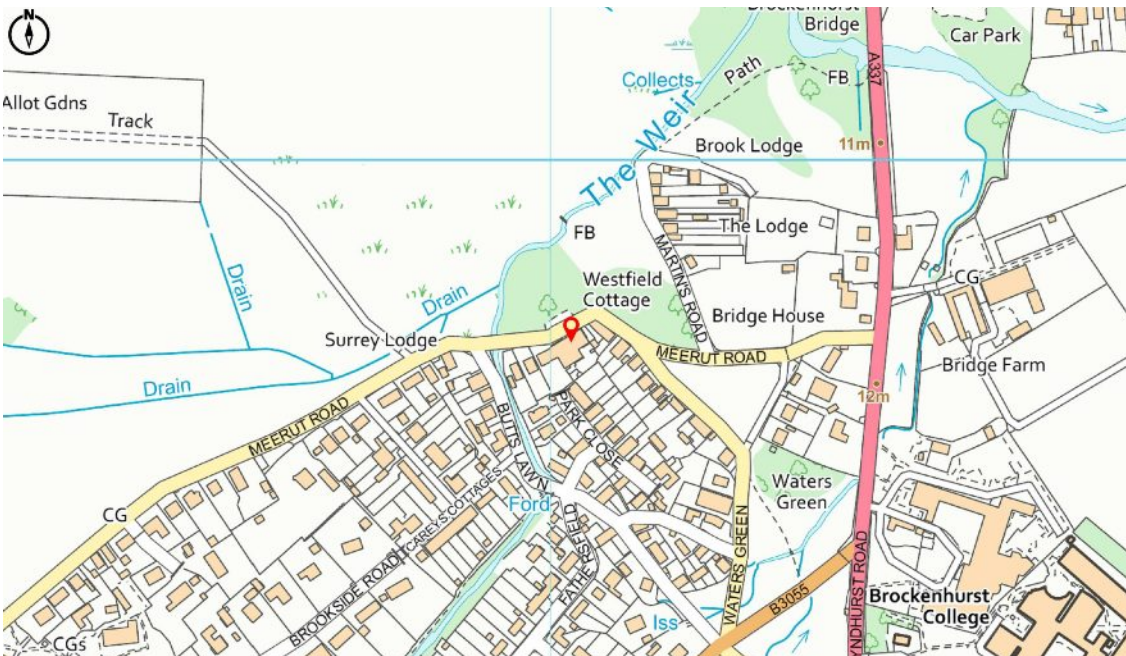 N
Brockenhurst
Bridge
Car Park
A337
Collects
Path
FB
Allot Gdns
Track
11m
Brook Lodge
The Weir
The Lodge
FB
MARTIN'S ROAD
Drain
Westfield
Cottage
CG
Drain
Bridge House
Surrey Lodge
MEERUT ROAD
Bridge Farm
Drain
12m
MEERUT ROAD
BUTTS LAWN
PARK CLOSE
Waters
Green
CAREYS COTTAGES
Ford
CG
FATHERSFIELD
WATERS GREEN
BROOKSIDE ROAD
B3055
YNDHURST ROAD
Brockenhurst
College
Iss
CGs